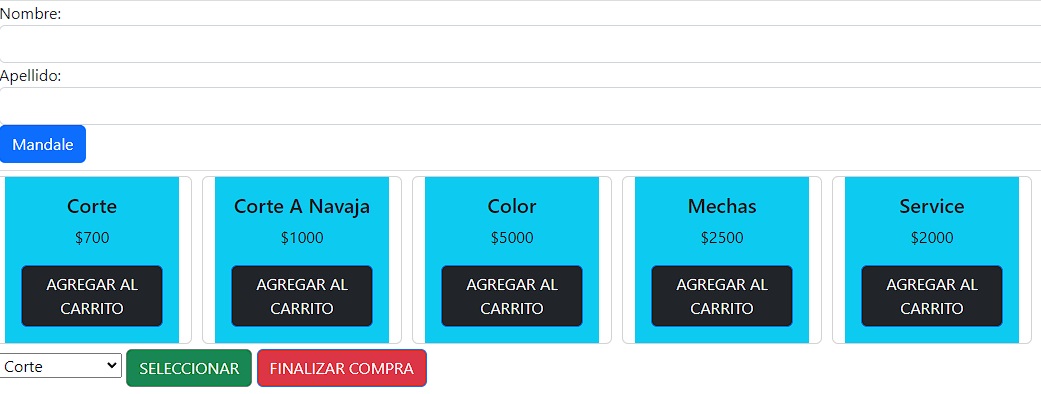 Nombre:
Apellido:
Mandale
Corte
$700
AGREGAR AL
CARRITO
Corte A Navaja
$1000
AGREGAR AL
CARRITO
Color
$5000
AGREGAR AL
CARRITO
Mechas
$2500
AGREGAR AL
CARRITO
Service
$2000
AGREGAR AL
CARRITO
Corte SELECCIONAR FINALIZAR COMPRA